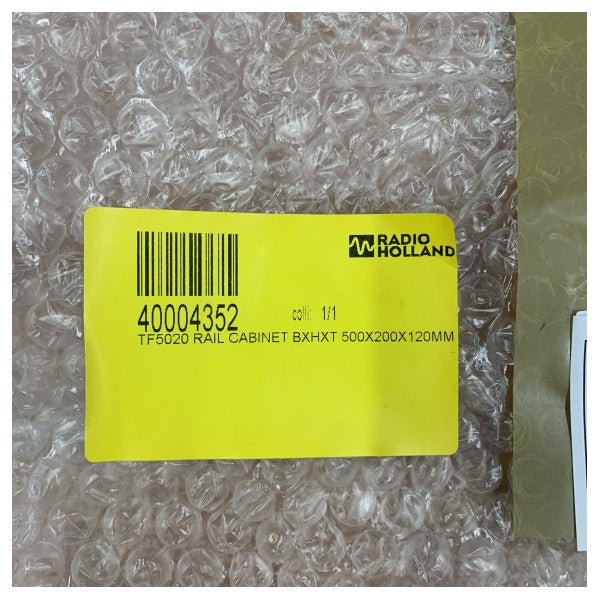 RADIO
HOLLAND
40004352 colli: 1/1
TF5020 RAIL CABINET BXHXT 500X200X120MM